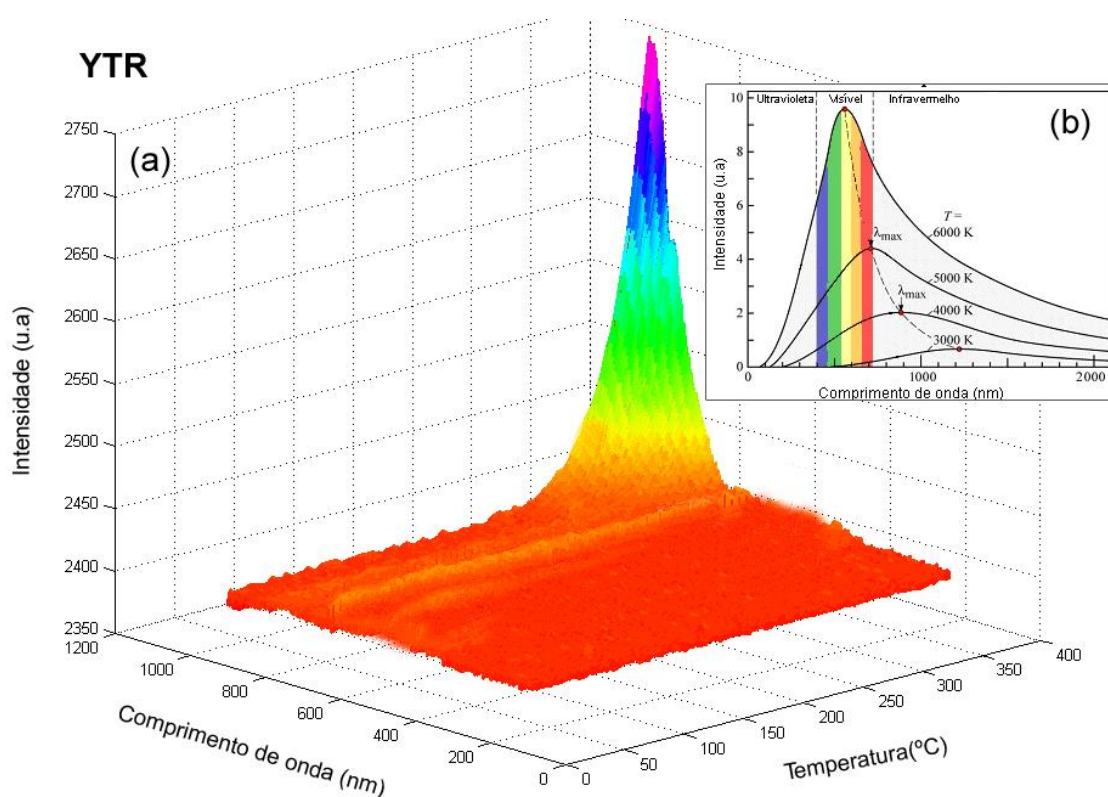 YTR
(a)
2750
2700
2650
2600
2550
2500
2450
2400
2350
Intensidade (u.a)
1200
1000
800
600
400
200
0
Comprimento de onda (nm)
0
50
100
150
200
250
300
350
400
Temperatura(ºC)
(b)
Ultravioleta
Visível
Infravermelho
10
8
6
4
2
0
Intensidade (u.a)
T =
6000 K
λmax
5000 K
λmax
4000 K
3000 K
0
1000
2000
Comprimento de onda (nm)